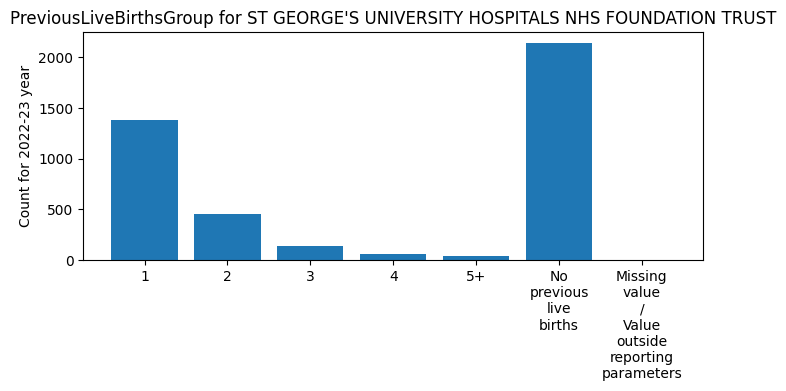 PreviousLiveBirthsGroup for ST GEORGE'S UNIVERSITY HOSPITALS NHS FOUNDATION TRUST
Count for 2022-23 year
2000
1500
1000
500
0
1
2
3
4
5+
No
previous
live
births
Missing
value
/
Value
outside
reporting
parameters